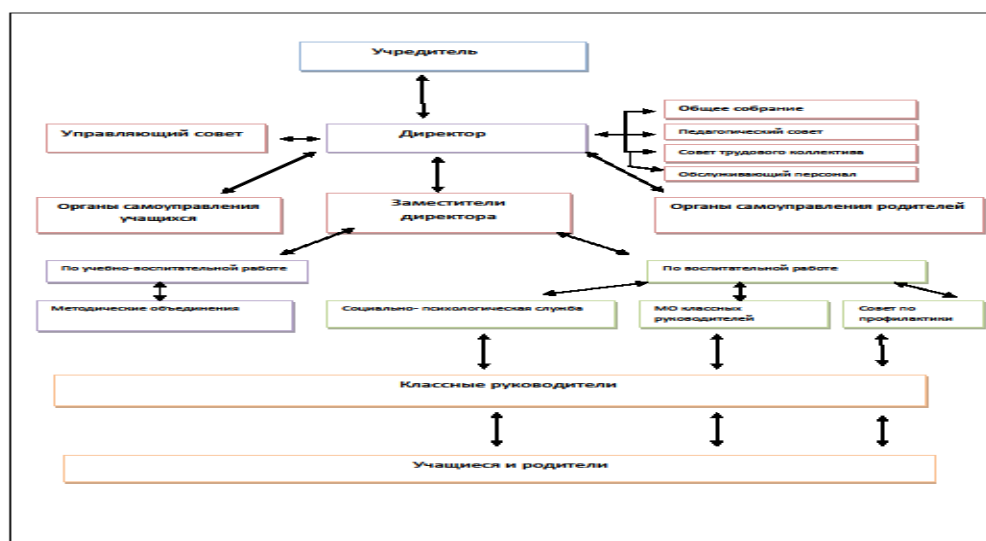 Учредитель
Общее собрание
Управляющий совет
Директор
Педагогический совет
Совет трудового коллектива
Обслуживающий персонал
Органы самоуправления
учащихся
Заместители
директора
Органы самоуправления родителей
По учебно-воспитательной работе
По воспитательной работе
Методические объединения
Социально- психологическая служба
МО классных
руководителей
Совет по
профилактики
Классные руководители
Учащиеся и родители